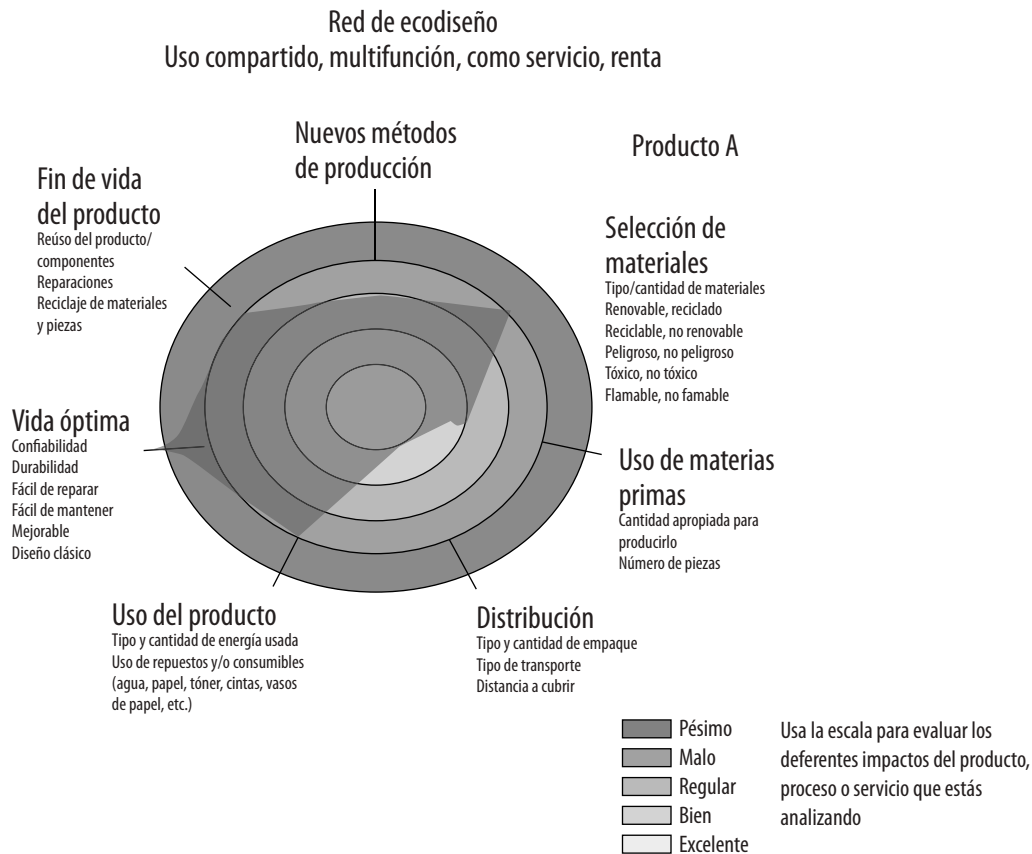 Red de ecodiseño
Uso compartido, multifunción, como servicio, renta
Nuevos métodos
de producción
Producto A
Fin de vida
del producto
Reúso del producto/
componentes
Reparaciones
Reciclaje de materiales
y piezas
Selección de
materiales
Tipo/cantidad de materiales
Renovable, reciclado
Reciclable, no renovable
Peligroso, no peligroso
Tóxico, no tóxico
Flamable, no famable
Vida óptima
Confiabilidad
Durabilidad
Fácil de reparar
Fácil de mantener
Mejorable
Diseño clásico
Uso de materias
primas
Cantidad apropiada para
producirlo
Número de piezas
Uso del producto
Tipo y cantidad de energía usada
Uso de repuestos y/o consumibles
(agua, papel, tóner, cintas, vasos
de papel, etc.)
Distribución
Tipo y cantidad de empaque
Tipo de transporte
Distancia a cubrir
Pésimo
Malo
Regular
Bien
Excelente
Usa la escala para evaluar los
deferentes impactos del producto,
proceso o servicio que estás
analizando